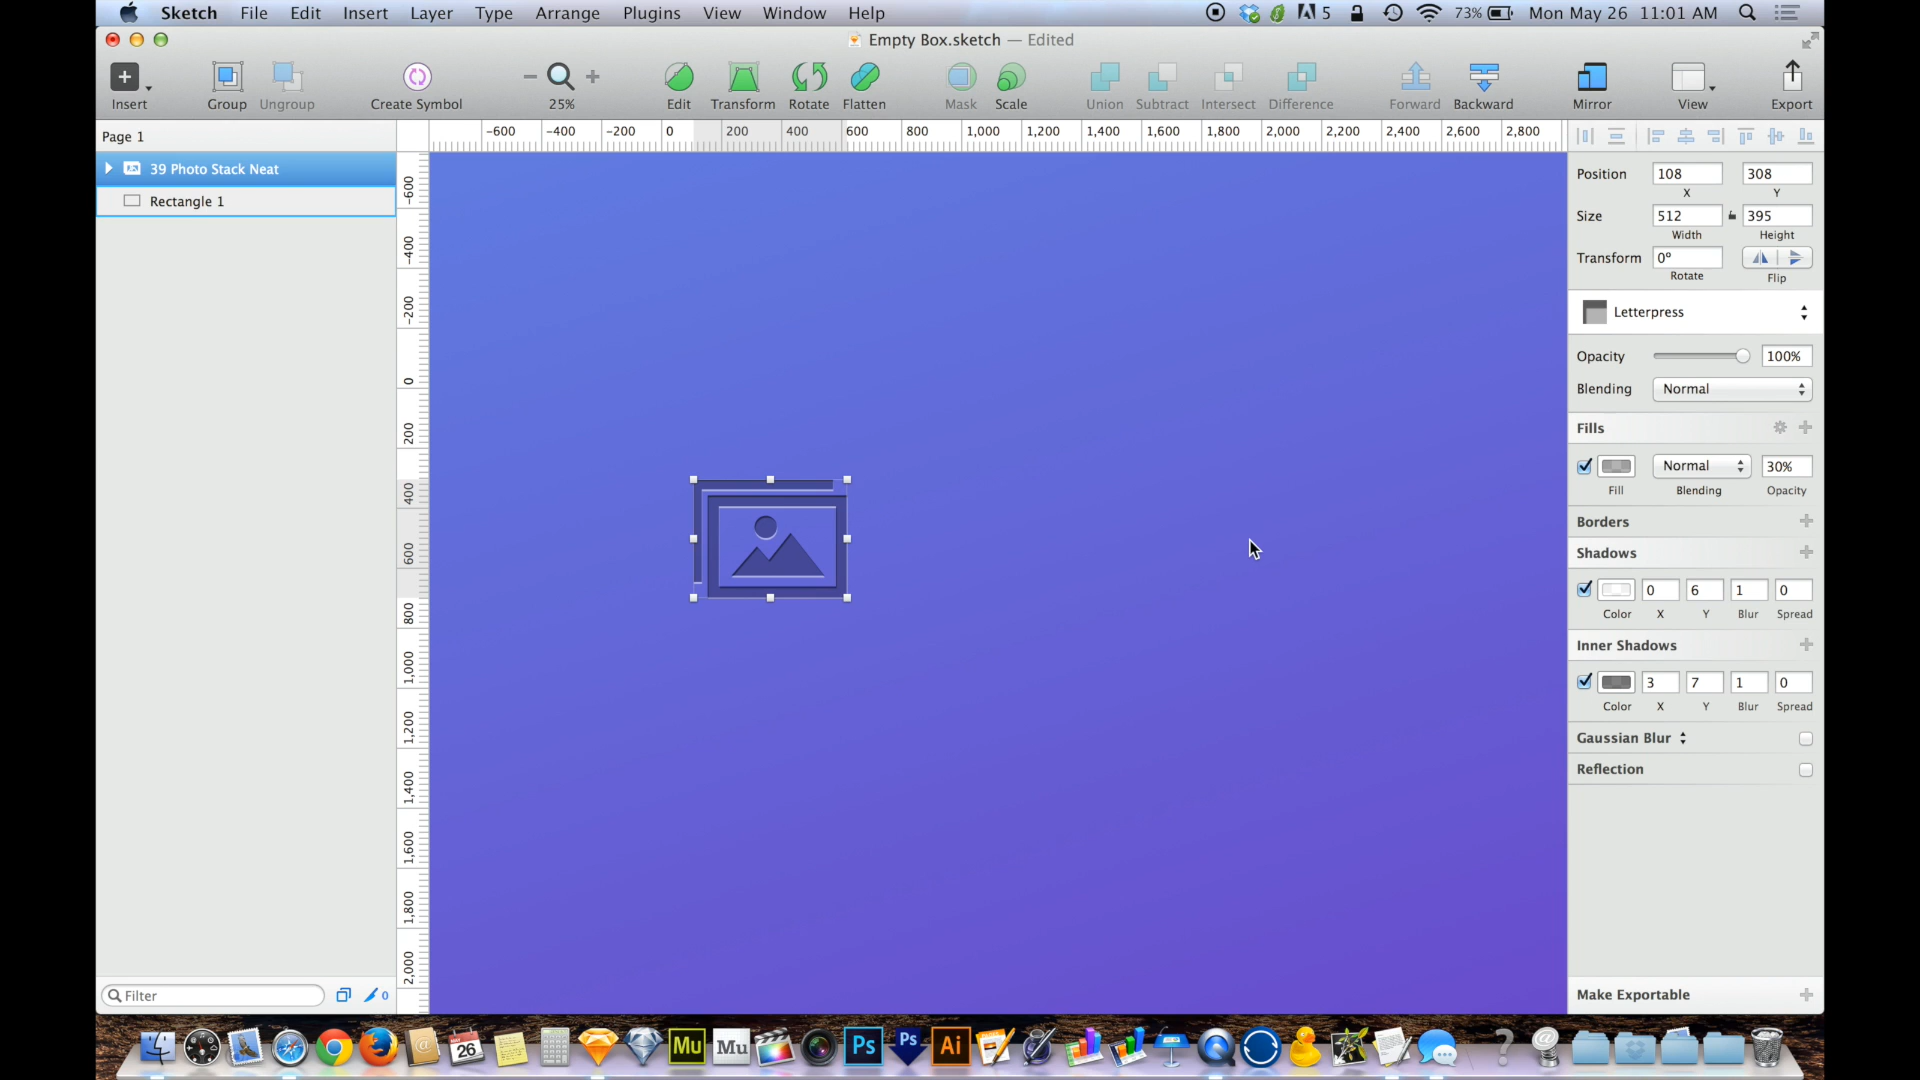 Sketch File Edit Insert Layer Type Arrange Plugins View Window Help 5 73% Mon May 26 11:01 AM
Empty Box.sketch — Edited
Insert Group Ungroup Create Symbol 25% Edit Transform Rotate Flatten Mask Scale Union Subtract Intersect Difference Forward Backward Mirror View Export
Page 1
-600 -400 -200 0 200 400 600 800 1,000 1,200 1,400 1,600 1,800 2,000 2,200 2,400 2,600 2,800
39 Photo Stack Neat
Rectangle 1
-600
-400
-200
0
200
400
600
800
1,000
1,200
1,400
1,600
1,800
2,000
Position 108 308
X Y
Size 512 395
Width Height
Transform 0°
Rotate Flip
Letterpress
Opacity 100%
Blending Normal
Fills
Normal 30%
Fill Blending Opacity
Borders
Shadows
0 6 1 0
Color X Y Blur Spread
Inner Shadows
3 7 1 0
Color X Y Blur Spread
Gaussian Blur
Reflection
Make Exportable
Filter 0
26 Mu Mu Ps Ps Ai